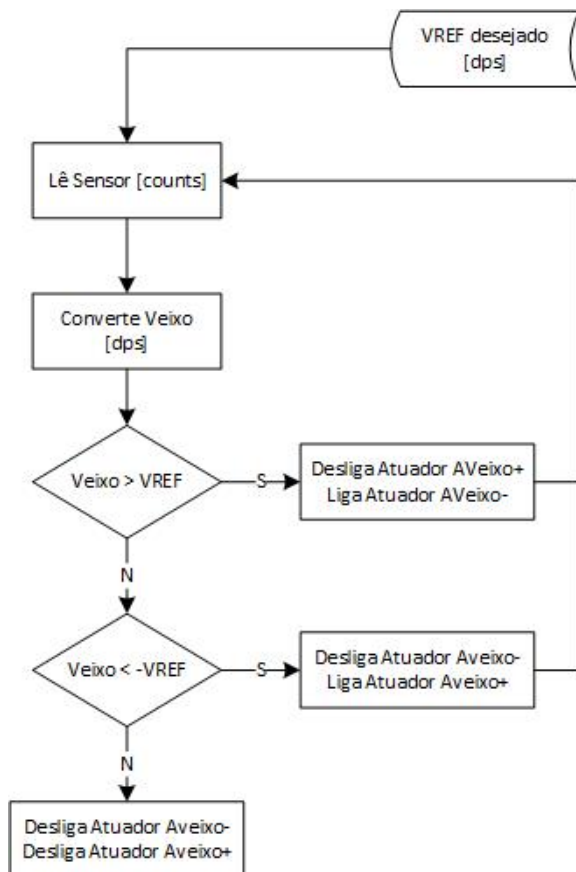 VREF desejado
[dps]
Lê Sensor [counts]
Converte Veixo
[dps]
Veixo > VREF
S
Desliga Atuador AVeixo+
Liga Atuador AVeixo-
N
Veixo < -VREF
S
Desliga Atuador Aveixo-
Liga Atuador Aveixo+
N
Desliga Atuador Aveixo-
Desliga Atuador Aveixo+